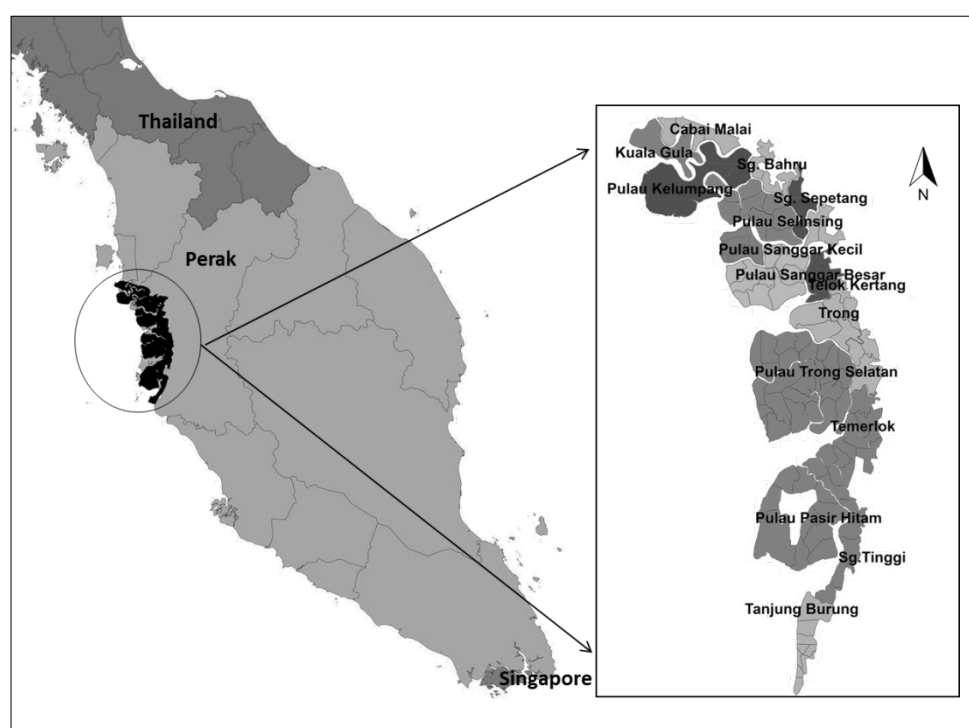 Thailand
Perak
Singapore
Cabai Malai
Kuala Gula
Sg. Bahru
Pulau Kelumpang
Sg. Sepetang
Pulau Selinsing
Pulau Sanggar Kecil
Pulau Sanggar Besar
Telok Kertang
Trong
Pulau Trong Selatan
Temerlok
Pulau Pasir Hitam
Sg.Tinggi
Tanjung Burung
N